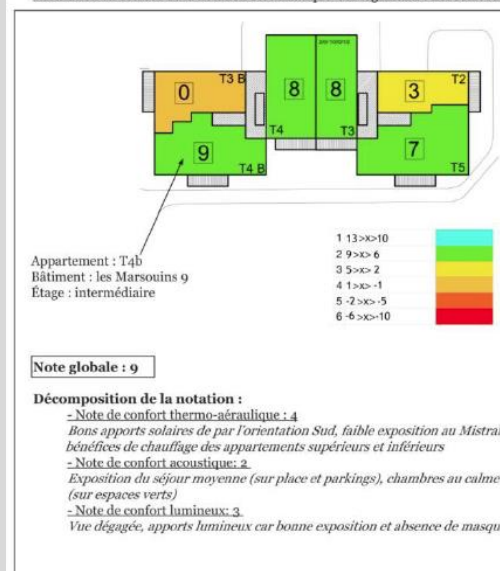 T3 B
T2
0
8
8
3
T4
T3
9
7
T4 B
T5
Appartement : T4b
Bâtiment : les Marsouins 9
Étage : intermédiaire
1 13>x>10
2 9>x> 6
3 5>x> 2
4 1>x> -1
5 -2 >x> -5
6 -6 >x>-10
Note globale : 9
Décomposition de la notation :
- Note de confort thermo-aéraulique : 4
Bons apports solaires de par l'orientation Sud, faible exposition au Mistral
bénéfices de chauffage des appartements supérieurs et inférieurs
- Note de confort acoustique: 2
Exposition du séjour moyenne (sur place et parkings), chambres au calme
(sur espaces verts)
- Note de confort lumineux: 3
Vue dégagée, apports lumineux car bonne exposition et absence de masqu